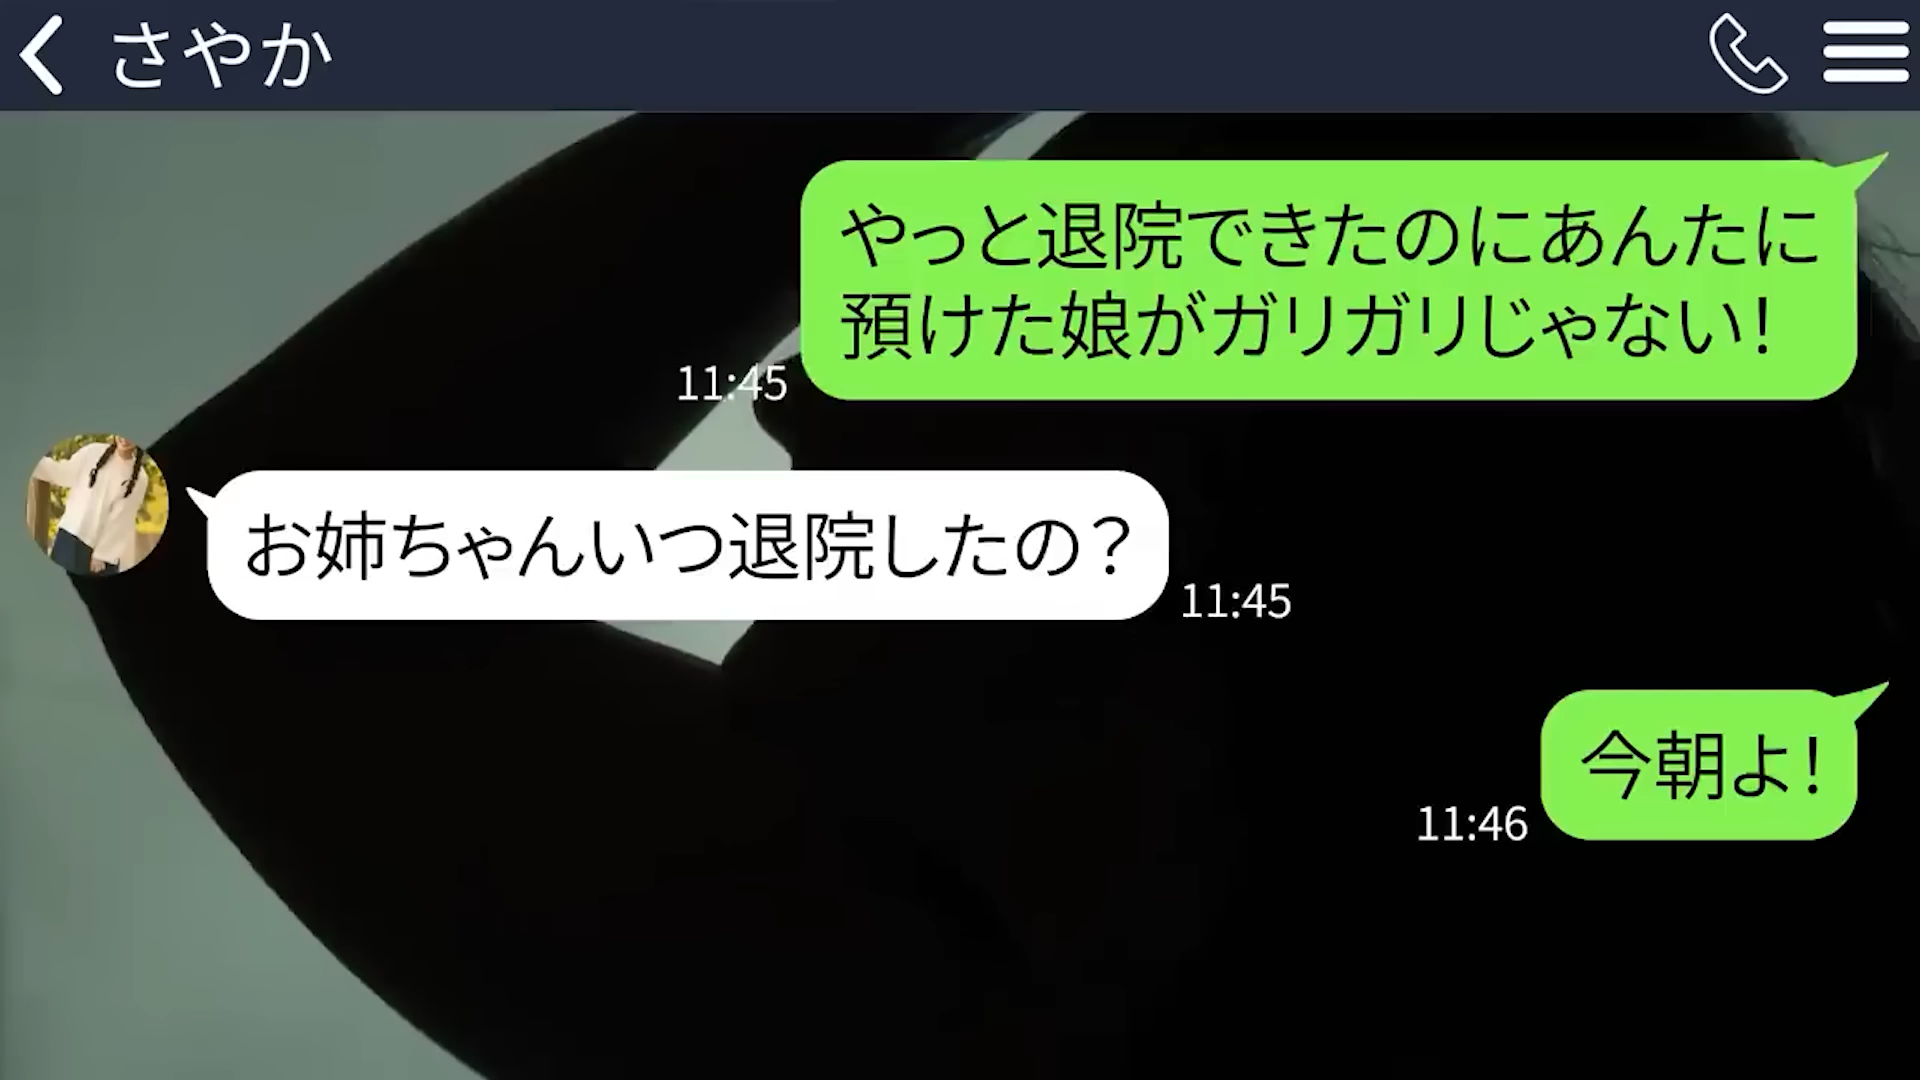 さやか
やっと退院できたのにあんたに
預けた娘がガリガリじゃない！
11:45
お姉ちゃんいつ退院したの？
11:45
今朝よ！
11:46